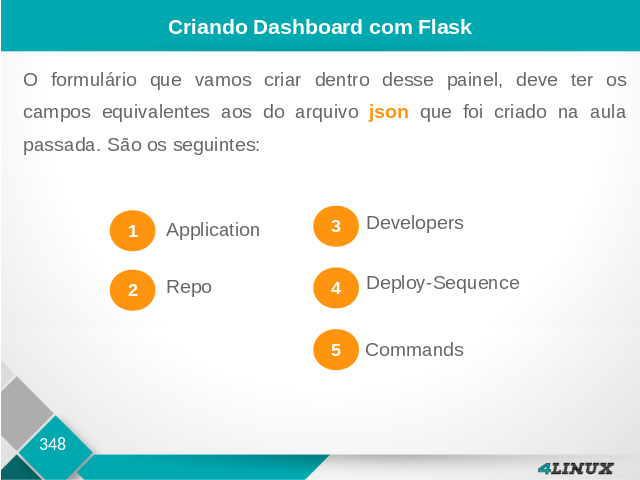 Criando Dashboard com Flask
O formulário que vamos criar dentro desse painel, deve ter os
campos equivalentes aos do arquivo json que foi criado na aula
passada. São os seguintes:
1 Application
2 Repo
3 Developers
4 Deploy-Sequence
5 Commands
348
4LINUX